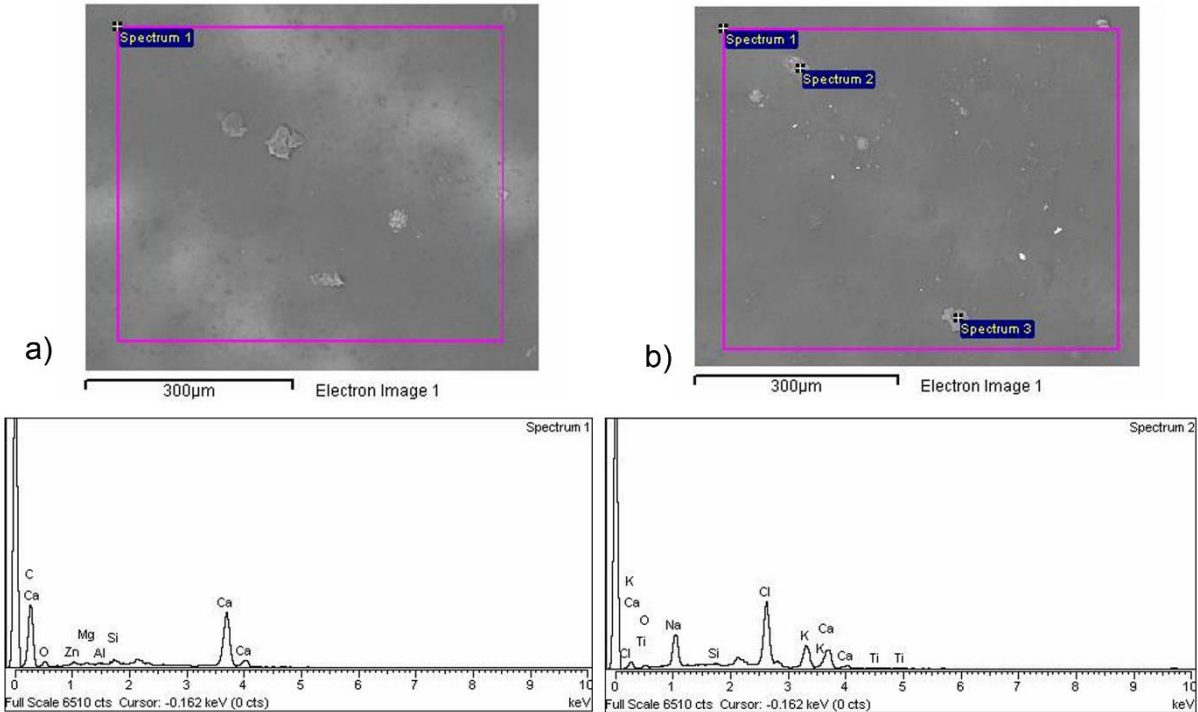 Spectrum 1
a)
300µm
Electron Image 1
Spectrum 1
Spectrum 2
Spectrum 3
b)
300µm
Electron Image 1
Spectrum 1
C
Ca
O
Zn
Mg
Al
Si
Ca
Ca
0 1 2 3 4 5 6 7 8 9 10
Full Scale 6510 cts Cursor: -0.162 keV (0 cts)
keV
Spectrum 2
K
Ca
O
Cl
Ti
Na
Si
Cl
K
Ca
K
Ca
Ti
Ti
0 1 2 3 4 5 6 7 8 9 10
Full Scale 6510 cts Cursor: -0.162 keV (0 cts)
keV